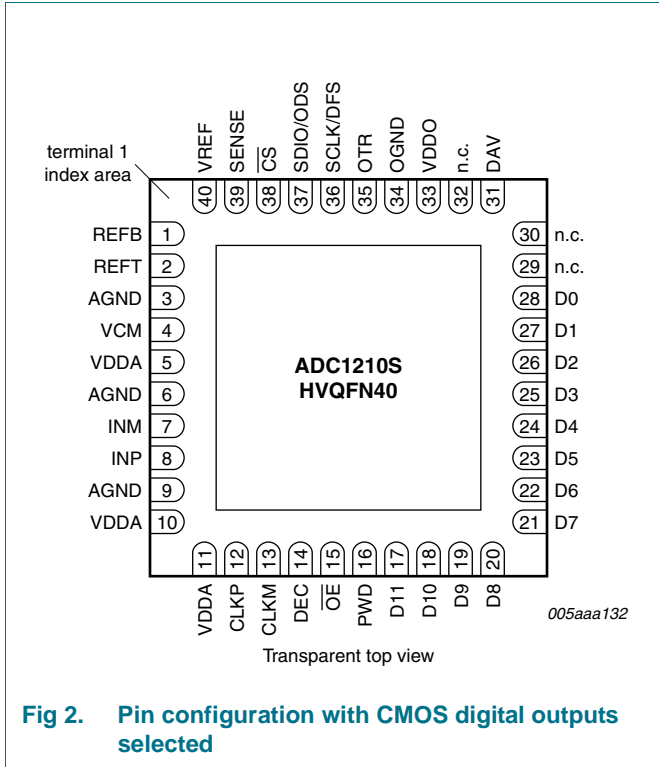 terminal 1
index area
VREF
SENSE
CS
SDIO/ODS
SCLK/DFS
OTR
OGND
VDDO
n.c.
DAV
40
39
38
37
36
35
34
33
32
31
REFB 1
REFT 2
AGND 3
VCM 4
VDDA 5
AGND 6
INM 7
INP 8
AGND 9
VDDA 10
30 n.c.
29 n.c.
28 D0
27 D1
26 D2
25 D3
24 D4
23 D5
22 D6
21 D7
ADC1210S
HVQFN40
11
12
13
14
15
16
17
18
19
20
VDDA
CLKP
CLKM
DEC
OE
PWD
D11
D10
D9
D8
005aaa132
Transparent top view
Fig 2. Pin configuration with CMOS digital outputs
selected